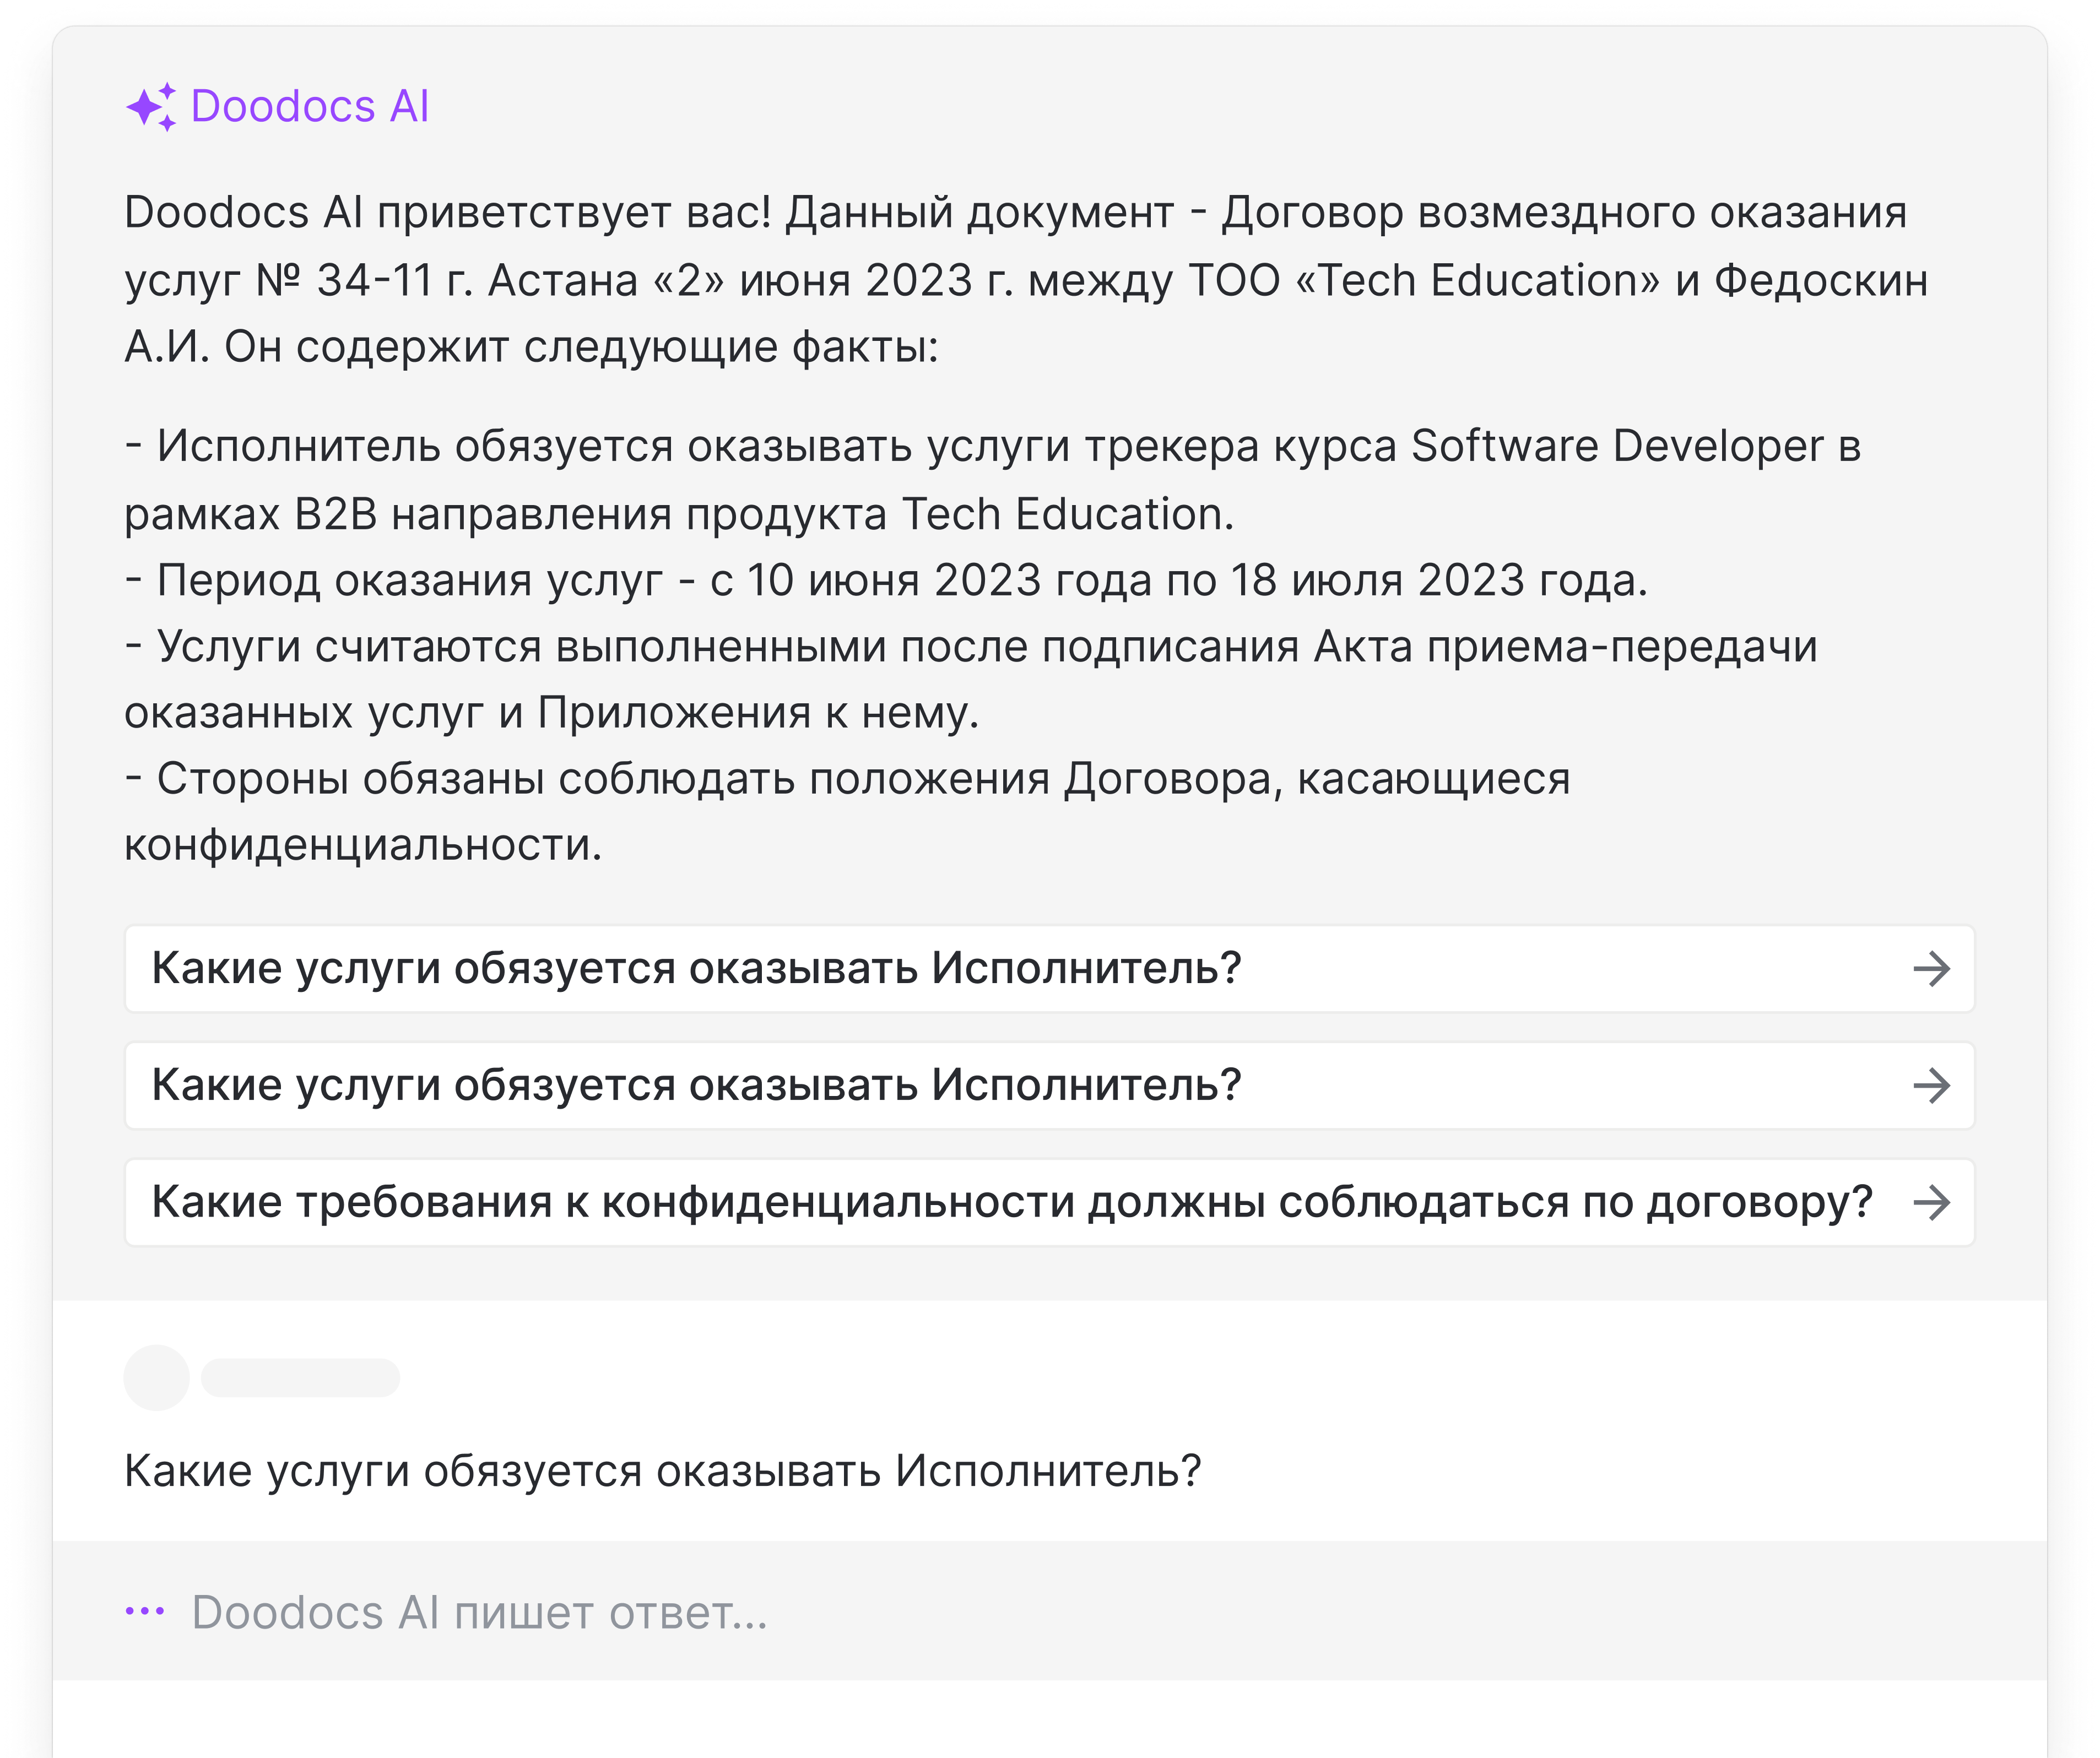 Doodocs AI
Doodocs AI приветствует вас! Данный документ - Договор возмездного оказания
услуг № 34-11 г. Астана «2» июня 2023 г. между ТОО «Tech Education» и Федоскин
А.И. Он содержит следующие факты:
- Исполнитель обязуется оказывать услуги трекера курса Software Developer в
рамках B2B направления продукта Tech Education.
- Период оказания услуг - с 10 июня 2023 года по 18 июля 2023 года.
- Услуги считаются выполненными после подписания Акта приема-передачи
оказанных услуг и Приложения к нему.
- Стороны обязаны соблюдать положения Договора, касающиеся
конфиденциальности.
Какие услуги обязуется оказывать Исполнитель?
Какие услуги обязуется оказывать Исполнитель?
Какие требования к конфиденциальности должны соблюдаться по договору?
Какие услуги обязуется оказывать Исполнитель?
Doodocs AI пишет ответ...